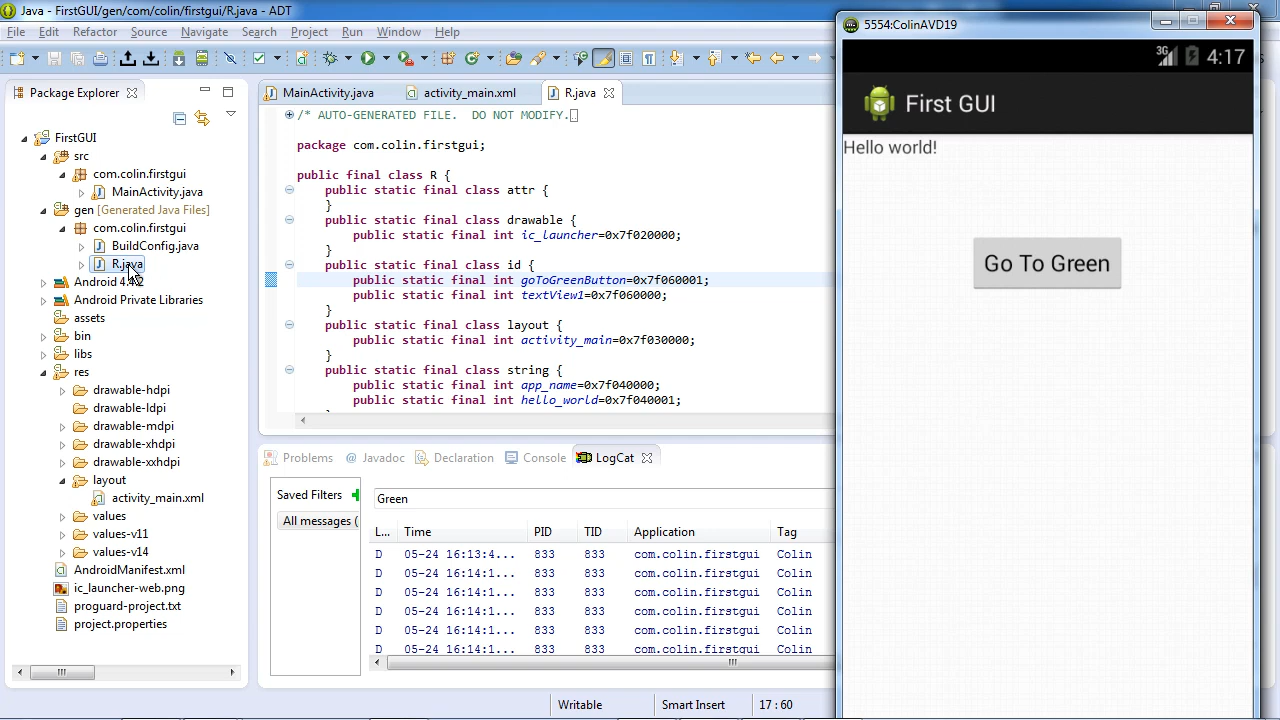 Java - FirstGUI/gen/com/colin/firstgui/R.java - ADT
File Edit Refactor Source Navigate Search Project Run Window Help
Package Explorer
FirstGUI
src
com.colin.firstgui
MainActivity.java
gen [Generated Java Files]
com.colin.firstgui
BuildConfig.java
R.java
Android 4.2.2
Android Private Libraries
assets
bin
libs
res
drawable-hdpi
drawable-ldpi
drawable-mdpi
drawable-xhdpi
drawable-xxhdpi
layout
activity_main.xml
values
values-v11
values-v14
AndroidManifest.xml
ic_launcher-web.png
proguard-project.txt
project.properties
MainActivity.java activity_main.xml R.java
/* AUTO-GENERATED FILE. DO NOT MODIFY.
package com.colin.firstgui;
public final class R {
public static final class attr {
}
public static final class drawable {
public static final int ic_launcher=0x7f020000;
}
public static final class id {
public static final int goToGreenButton=0x7f060001;
public static final int textView1=0x7f060000;
}
public static final class layout {
public static final int activity_main=0x7f030000;
}
public static final class string {
public static final int app_name=0x7f040000;
public static final int hello_world=0x7f040001;
Problems Javadoc Declaration Console LogCat
Saved Filters
All messages (
Green
L... Time PID TID Application Tag
D 05-24 16:13:4... 833 833 com.colin.firstgui Colin
D 05-24 16:14:1... 833 833 com.colin.firstgui Colin
D 05-24 16:14:1... 833 833 com.colin.firstgui Colin
D 05-24 16:14:1... 833 833 com.colin.firstgui Colin
D 05-24 16:14:1... 833 833 com.colin.firstgui Colin
D 05-24 16:14:1... 833 833 com.colin.firstgui Colin
Writable Smart Insert 17 : 60
5554:ColinAVD19
3G 4:17
First GUI
Hello world!
Go To Green